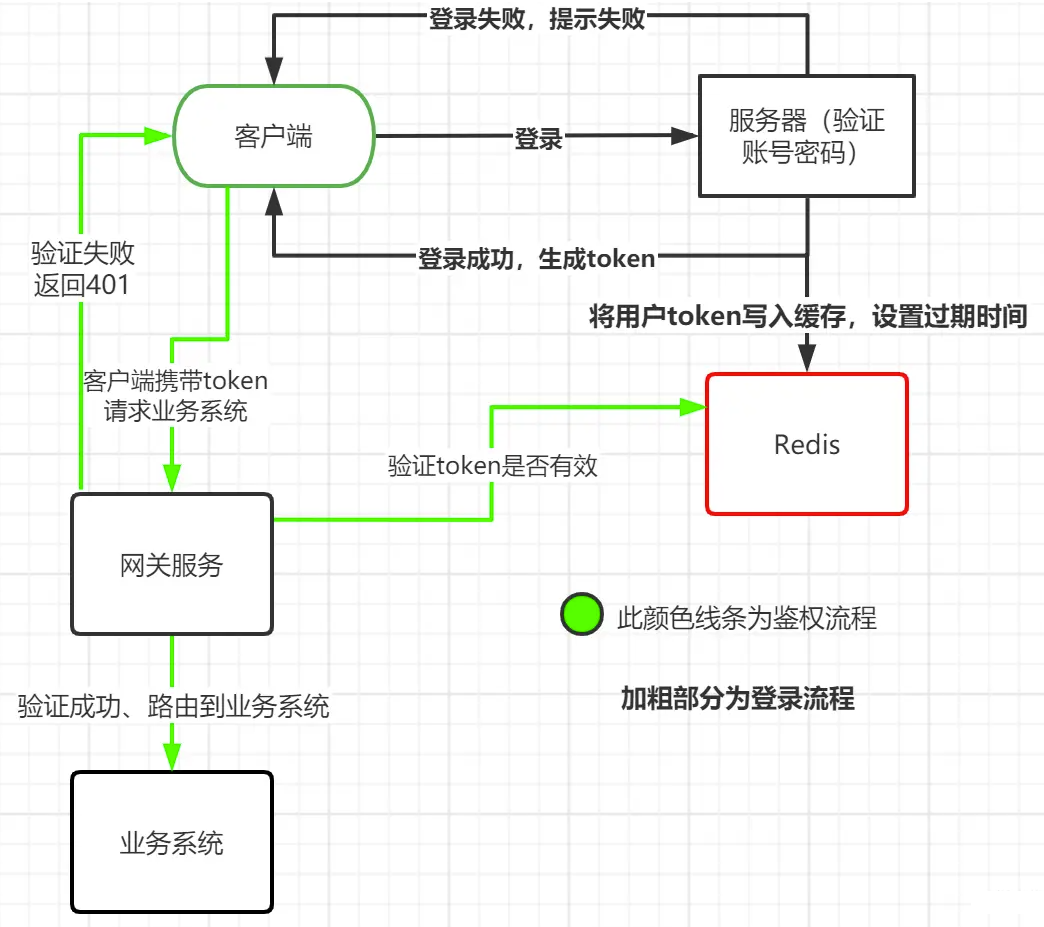 登录失败，提示失败
客户端
登录
服务器（验证
账号密码）
验证失败
返回401
登录成功，生成token
将用户token写入缓存，设置过期时间
客户端携带token
请求业务系统
验证token是否有效
Redis
网关服务
此颜色线条为鉴权流程
加粗部分为登录流程
验证成功、路由到业务系统
业务系统